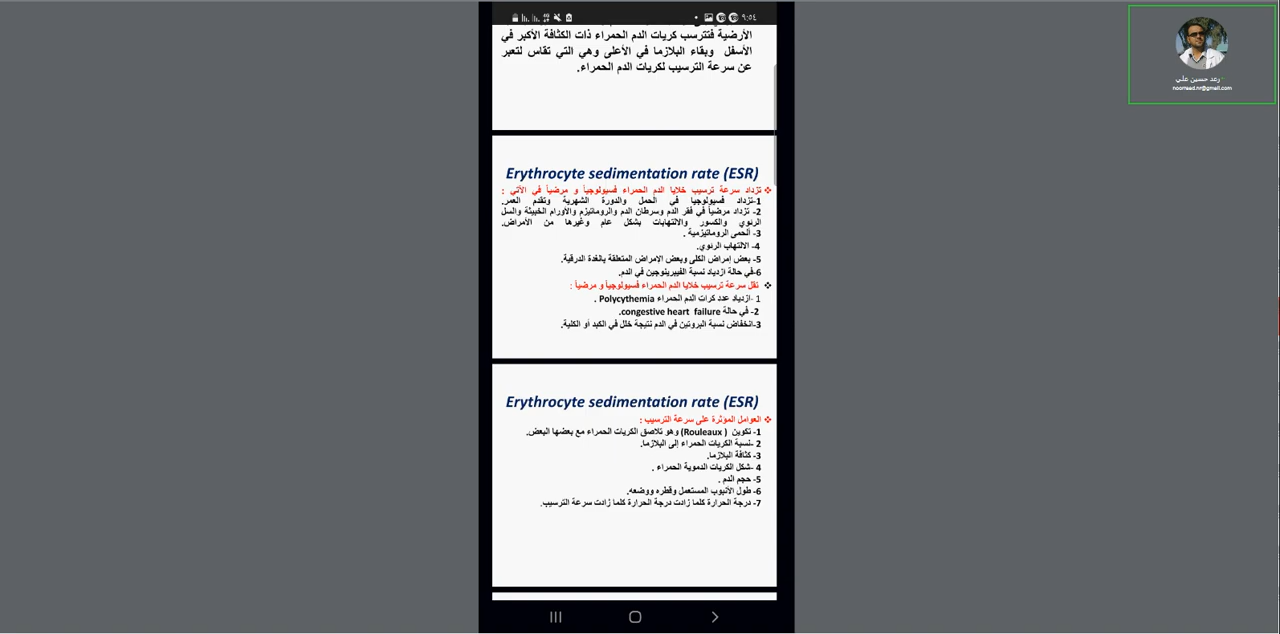 ٩:٥٤
الأرضية فتترسب كريات الدم الحمراء ذات الكثافة الأكبر في
الأسفل وبقاء البلازما في الأعلى وهي التي تقاس لتعبر
عن سرعة الترسيب لكريات الدم الحمراء.
Erythrocyte sedimentation rate (ESR)
❖ تزداد سرعة ترسيب خلايا الدم الحمراء فسيولوجياً و مرضياً في الآتي :
1-تزداد فسيولوجيا في الحمل والدورة الشهرية وتقدم العمر.
2- تزداد مرضياً في فقر الدم وسرطان الدم والروماتيزم والأورام الخبيثة والسل
الرئوي والكسور والالتهابات بشكل عام وغيرها من الأمراض.
3- الحمى الروماتيزمية .
4- الالتهاب الرئوي.
5- بعض إمراض الكلى وبعض الإمراض المتعلقة بالغدة الدرقية.
6-في حالة ازدياد نسبة الفيبرينوجين في الدم.
❖ تقل سرعة ترسيب خلايا الدم الحمراء فسيولوجياً و مرضياً :
1 -ازدياد عدد كرات الدم الحمراء Polycythemia .
2- في حالة congestive heart failure.
3-انخفاض نسبة البروتين في الدم نتيجة خلل في الكبد أو الكلية.
Erythrocyte sedimentation rate (ESR)
❖ العوامل المؤثرة على سرعة الترسيب :
1- تكوين ( Rouleaux) وهو تلاصق الكريات الحمراء مع بعضها البعض.
2 -نسبة الكريات الحمراء إلى البلازما.
3- كثافة البلازما.
4 -شكل الكريات الدموية الحمراء .
5- حجم الدم .
6- طول الأنبوب المستعمل وقطره ووضعه.
7- درجة الحرارة كلما زادت درجة الحرارة كلما زادت سرعة الترسيب.
رعد حسين علي
noorraad.nr@gmail.com